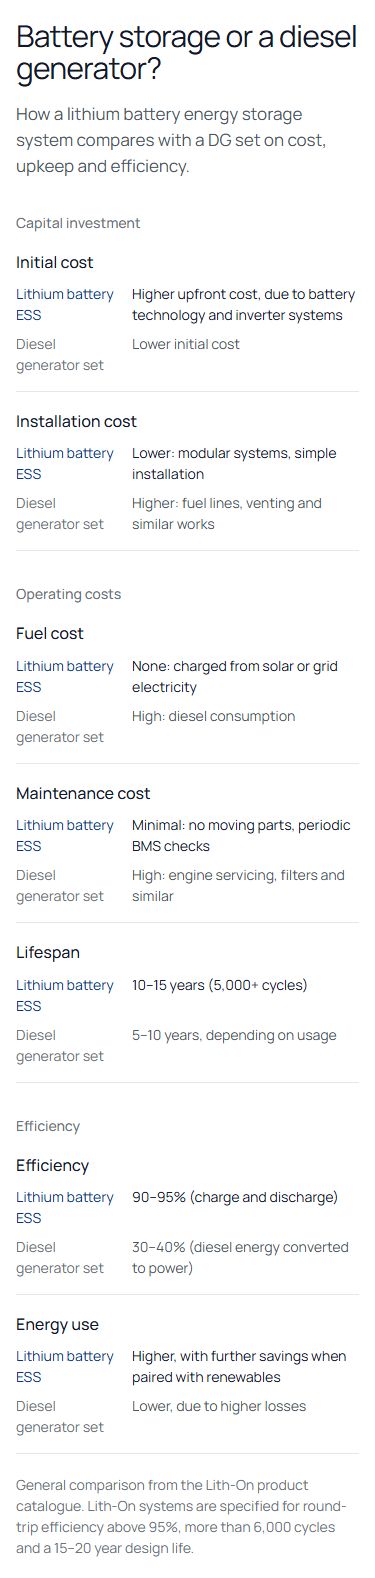 Battery storage or a diesel
generator?
How a lithium battery energy storage
system compares with a DG set on cost,
upkeep and efficiency.
Capital investment
Initial cost
Lithium battery ESS
Higher upfront cost, due to battery
technology and inverter systems
Diesel generator set
Lower initial cost
Installation cost
Lithium battery ESS
Lower: modular systems, simple
installation
Diesel generator set
Higher: fuel lines, venting and
similar works
Operating costs
Fuel cost
Lithium battery ESS
None: charged from solar or grid
electricity
Diesel generator set
High: diesel consumption
Maintenance cost
Lithium battery ESS
Minimal: no moving parts, periodic
BMS checks
Diesel generator set
High: engine servicing, filters and
similar
Lifespan
Lithium battery ESS
10–15 years (5,000+ cycles)
Diesel generator set
5–10 years, depending on usage
Efficiency
Efficiency
Lithium battery ESS
90–95% (charge and discharge)
Diesel generator set
30–40% (diesel energy converted
to power)
Energy use
Lithium battery ESS
Higher, with further savings when
paired with renewables
Diesel generator set
Lower, due to higher losses
General comparison from the Lith-On product
catalogue. Lith-On systems are specified for round-
trip efficiency above 95%, more than 6,000 cycles
and a 15–20 year design life.